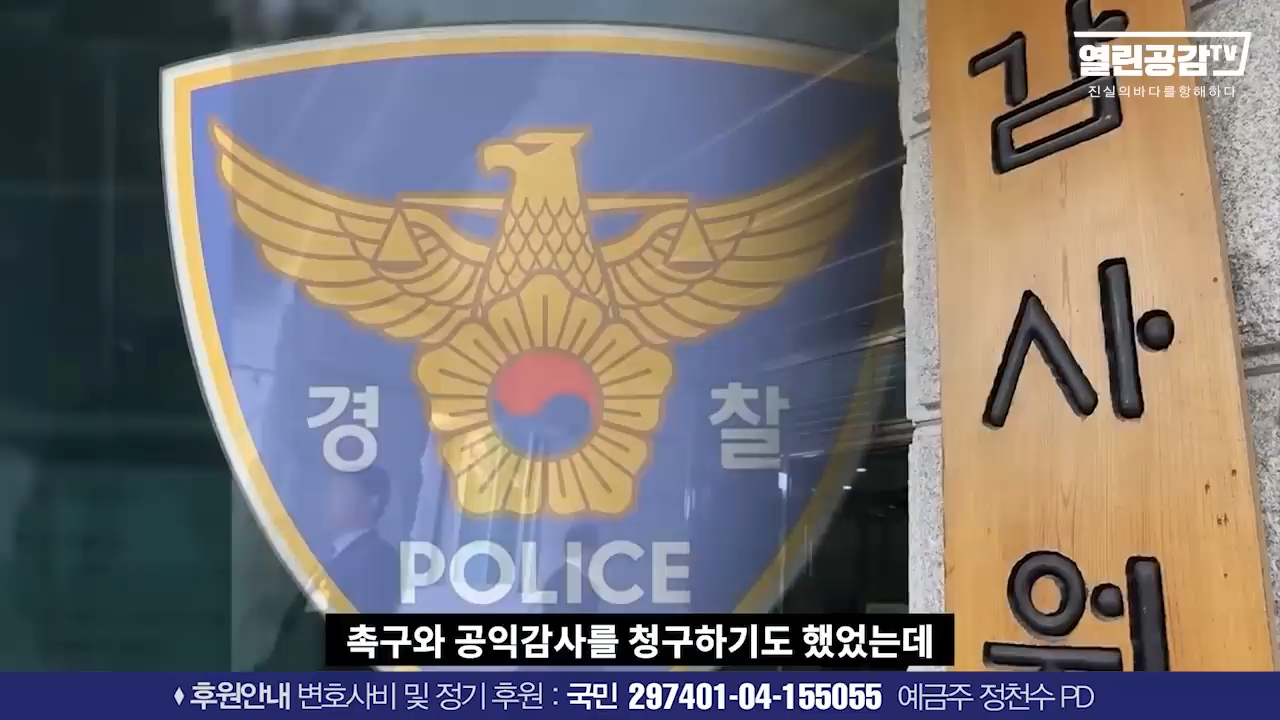 열린공감TV
진실의바다를항해하다
감사원
경찰
POLICE
촉구와 공익감사를 청구하기도 했었는데
♦ 후원안내 변호사비 및 정기 후원 : 국민 297401-04-155055 예금주 정천수 PD